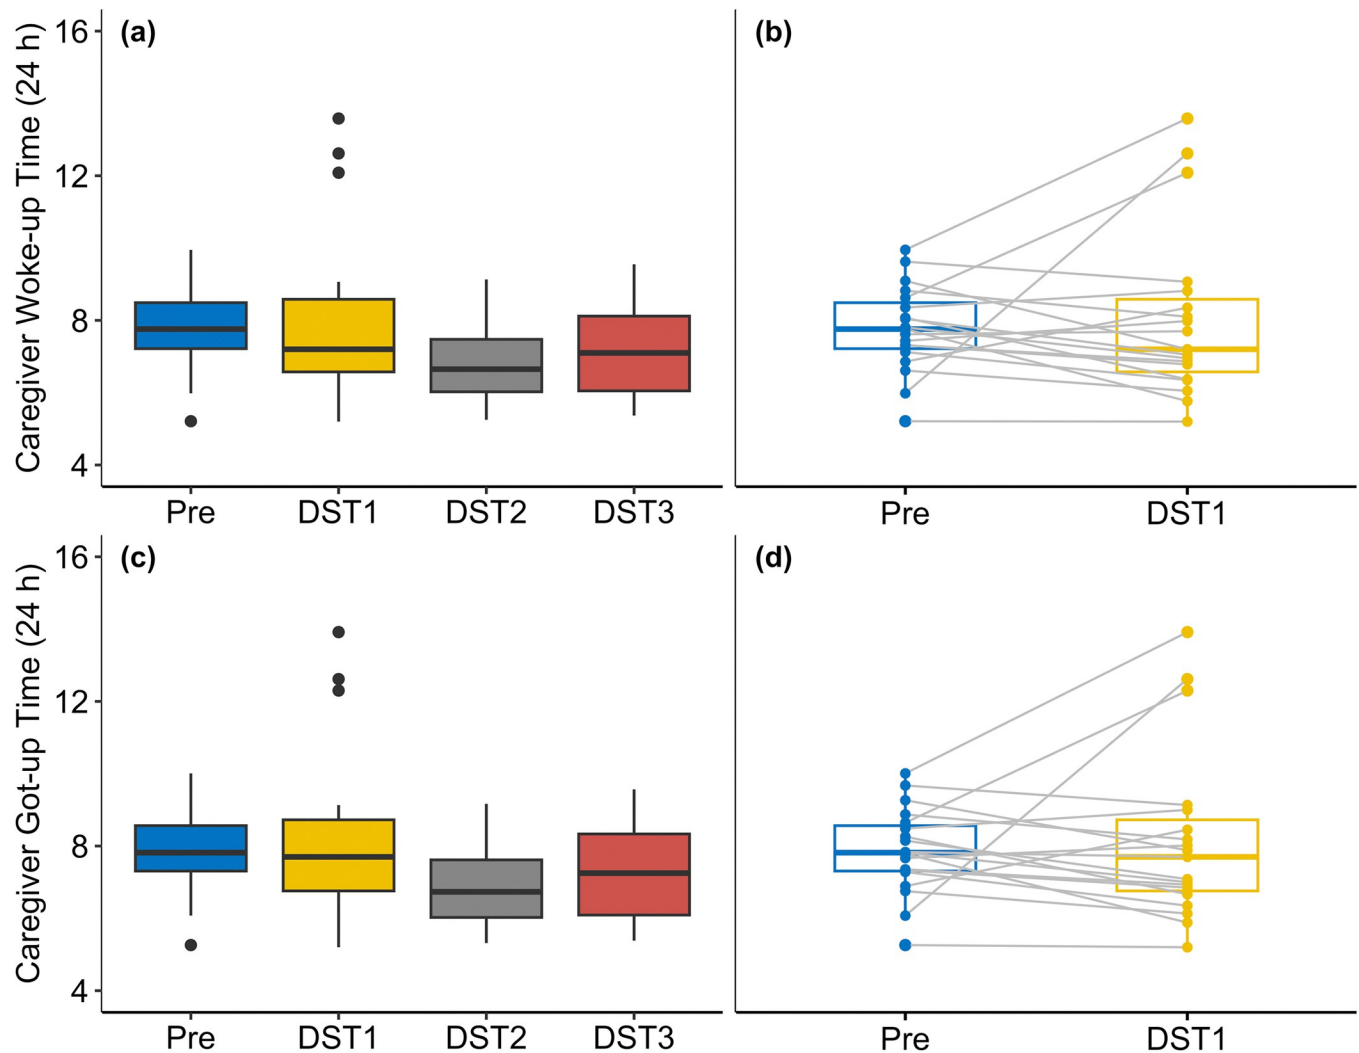 (a)
Caregiver Woke-up Time (24 h)
16
12
8
4
Pre DST1 DST2 DST3
(b)
Pre DST1
(c)
Caregiver Got-up Time (24 h)
16
12
8
4
Pre DST1 DST2 DST3
(d)
Pre DST1